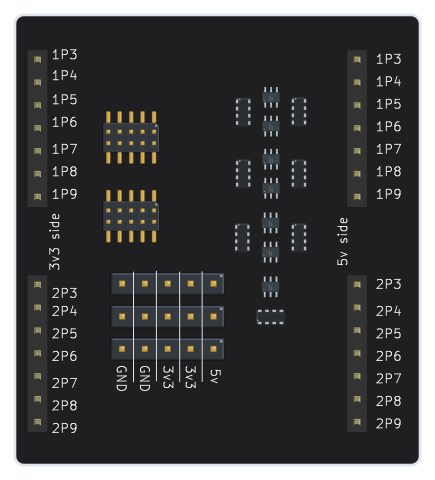 1P3
1P4
1P5
1P6
1P7
1P8
1P9
3v3 side
2P3
2P4
2P5
2P6
2P7
2P8
2P9
GND
GND
3v3
3v3
5v
1P3
1P4
1P5
1P6
1P7
1P8
1P9
5v side
2P3
2P4
2P5
2P6
2P7
2P8
2P9